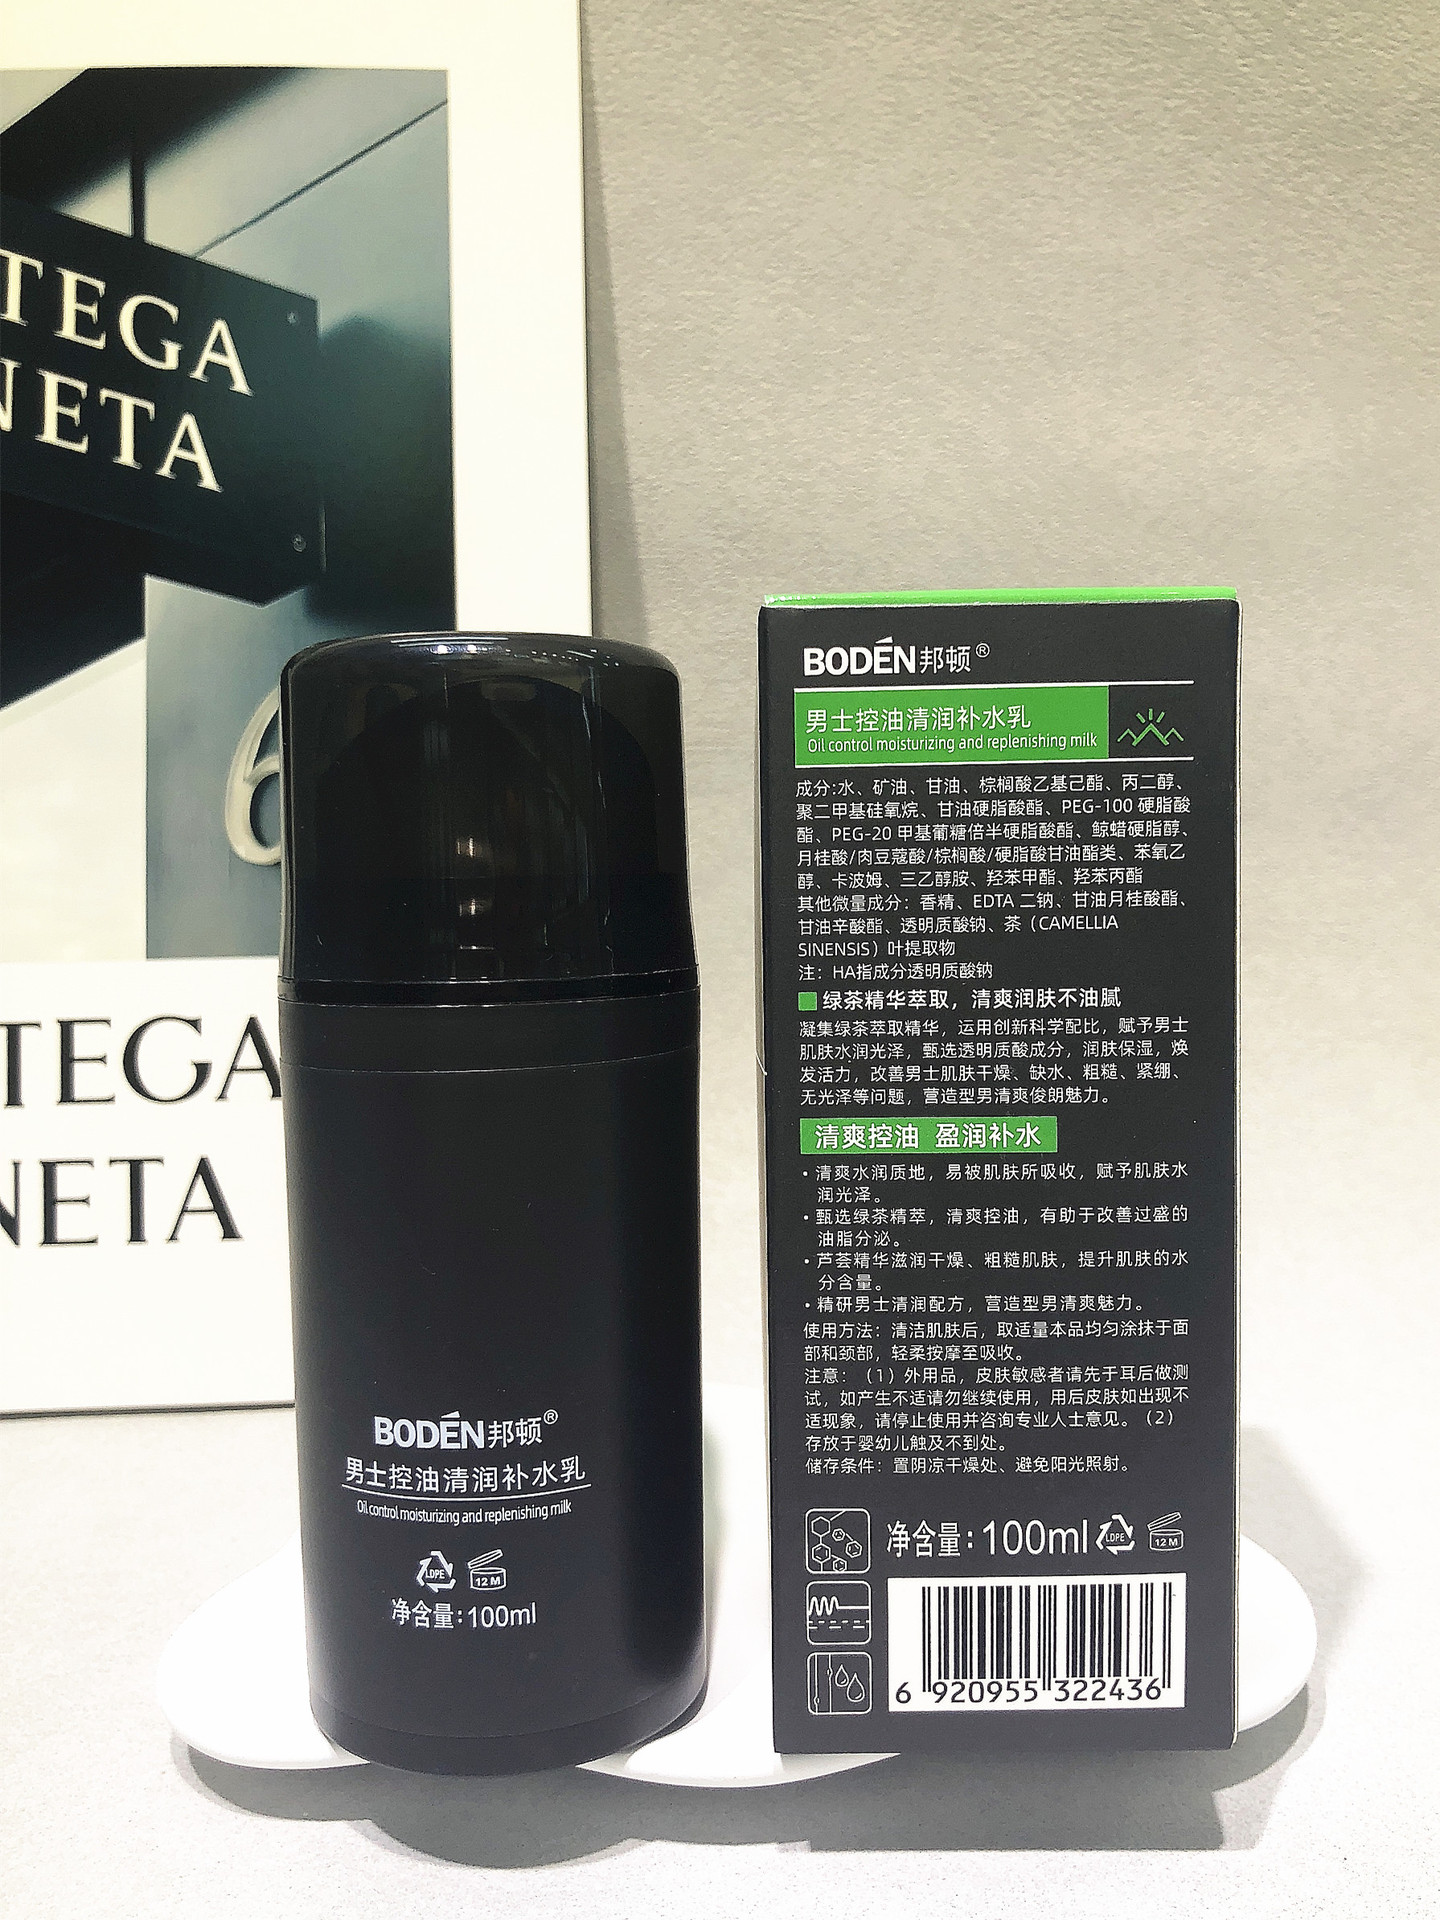 TEGA
NETA
6
TEGA
NETA
BODÉN邦顿®
男士控油清润补水乳
Oil control moisturizing and replenishing milk
LDPE
12 M
净含量:100ml
BODÉN邦顿®
男士控油清润补水乳
Oil control moisturizing and replenishing milk
成分:水、矿油、甘油、棕榈酸乙基己酯、丙二醇、
聚二甲基硅氧烷、甘油硬脂酸酯、PEG-100 硬脂酸
酯、PEG-20 甲基葡糖倍半硬脂酸酯、鲸蜡硬脂醇、
月桂酸/肉豆蔻酸/棕榈酸/硬脂酸甘油酯类、苯氧乙
醇、卡波姆、三乙醇胺、羟苯甲酯、羟苯丙酯
其他微量成分：香精、EDTA 二钠、甘油月桂酸酯、
甘油辛酸酯、透明质酸钠、茶（CAMELLIA
SINENSIS）叶提取物
注：HA指成分透明质酸钠
绿茶精华萃取，清爽润肤不油腻
凝集绿茶萃取精华，运用创新科学配比，赋予男士
肌肤水润光泽，甄选透明质酸成分，润肤保湿，焕
发活力，改善男士肌肤干燥、缺水、粗糙、紧绷、
无光泽等问题，营造型男清爽俊朗魅力。
清爽控油 盈润补水
·清爽水润质地，易被肌肤所吸收，赋予肌肤水
润光泽。
·甄选绿茶精萃，清爽控油，有助于改善过盛的
油脂分泌。
·芦荟精华滋润干燥、粗糙肌肤，提升肌肤的水
分含量。
·精研男士清润配方，营造型男清爽魅力。
使用方法：清洁肌肤后，取适量本品均匀涂抹于面
部和颈部，轻柔按摩至吸收。
注意：（1）外用品，皮肤敏感者请先于耳后做测
试，如产生不适请勿继续使用，用后皮肤如出现不
适现象，请停止使用并咨询专业人士意见。（2）
存放于婴幼儿触及不到处。
储存条件：置阴凉干燥处、避免阳光照射。
净含量:100ml
LDPE
12 M
6 920955 322436